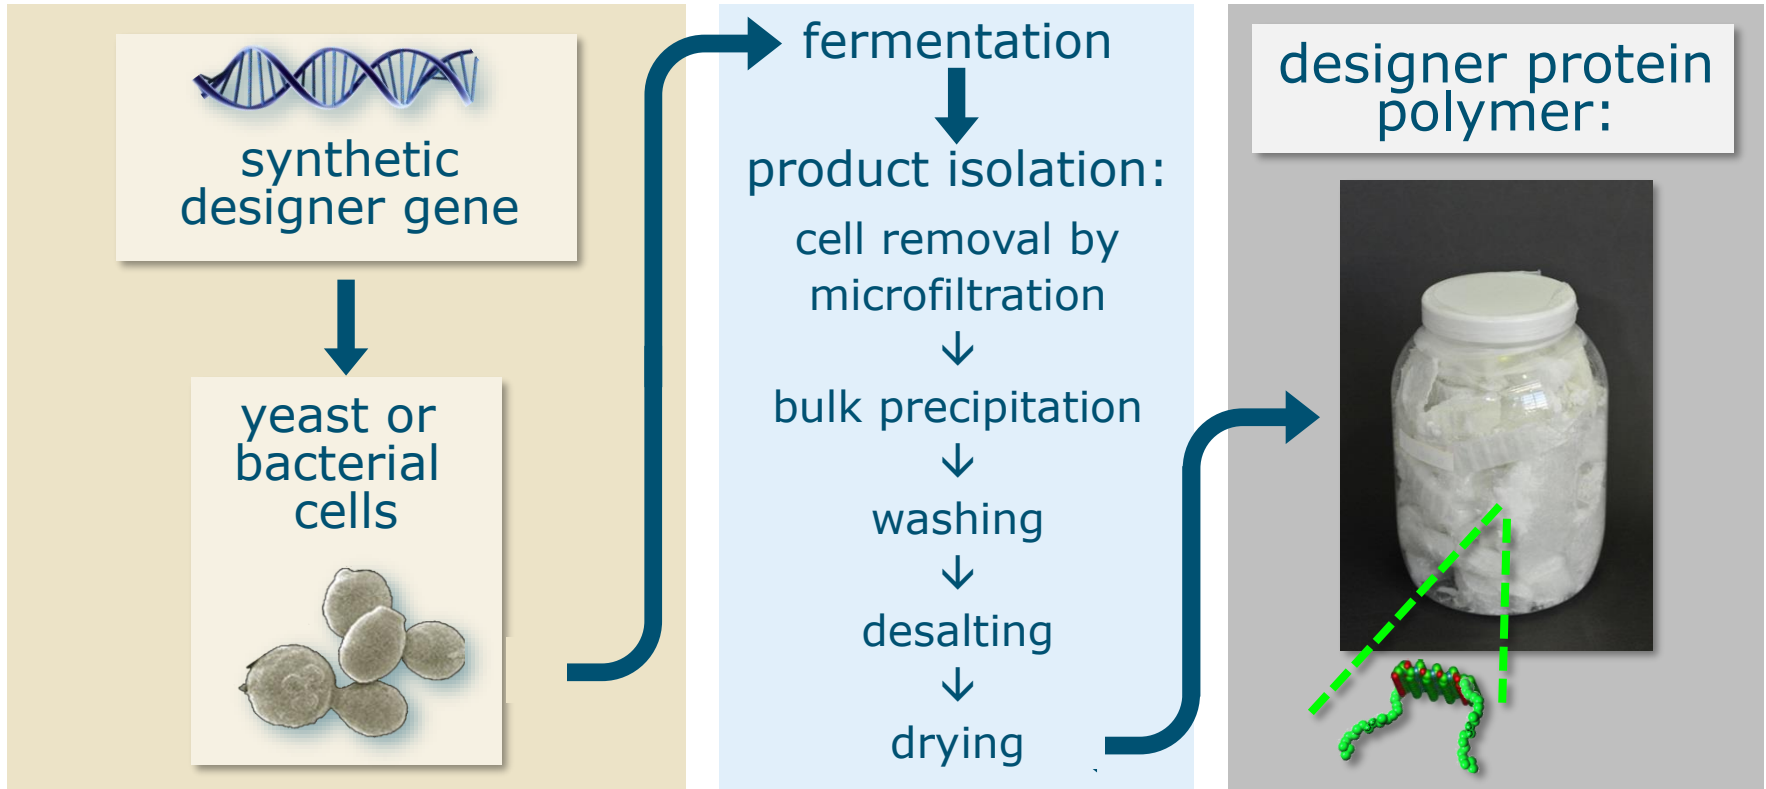 synthetic
designer gene
yeast or
bacterial
cells
fermentation
product isolation:
cell removal by
microfiltration
bulk precipitation
washing
desalting
drying
designer protein
polymer: